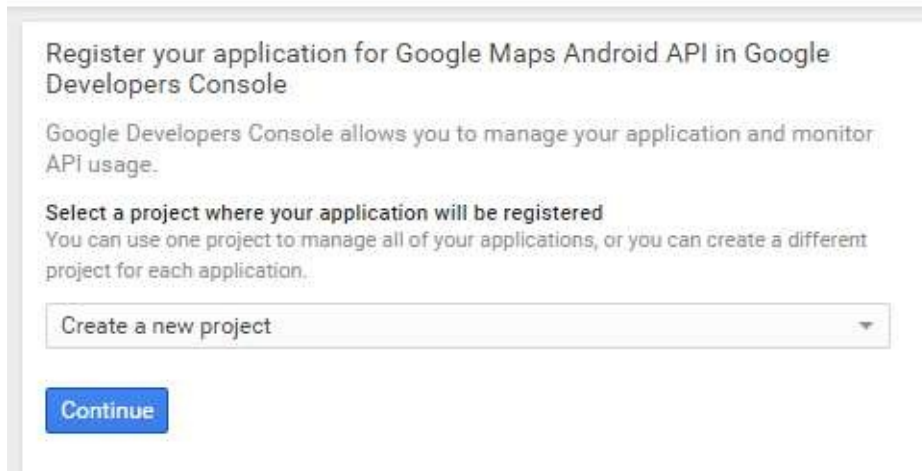 Register your application for Google Maps Android API in Google
Developers Console
Google Developers Console allows you to manage your application and monitor
API usage.
Select a project where your application will be registered
You can use one project to manage all of your applications, or you can create a different
project for each application.
Create a new project
Continue